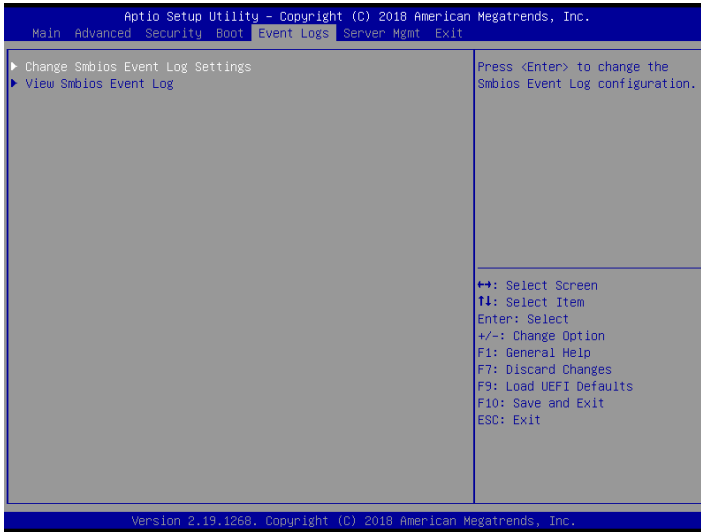 Aptio Setup Utility – Copyright (C) 2018 American Megatrends, Inc.
Main Advanced Security Boot Event Logs Server Mgmt Exit
▶ Change Smbios Event Log Settings
▶ View Smbios Event Log
Press <Enter> to change the
Smbios Event Log configuration.
↔: Select Screen
↑↓: Select Item
Enter: Select
+/-: Change Option
F1: General Help
F7: Discard Changes
F9: Load UEFI Defaults
F10: Save and Exit
ESC: Exit
Version 2.19.1268. Copyright (C) 2018 American Megatrends, Inc.